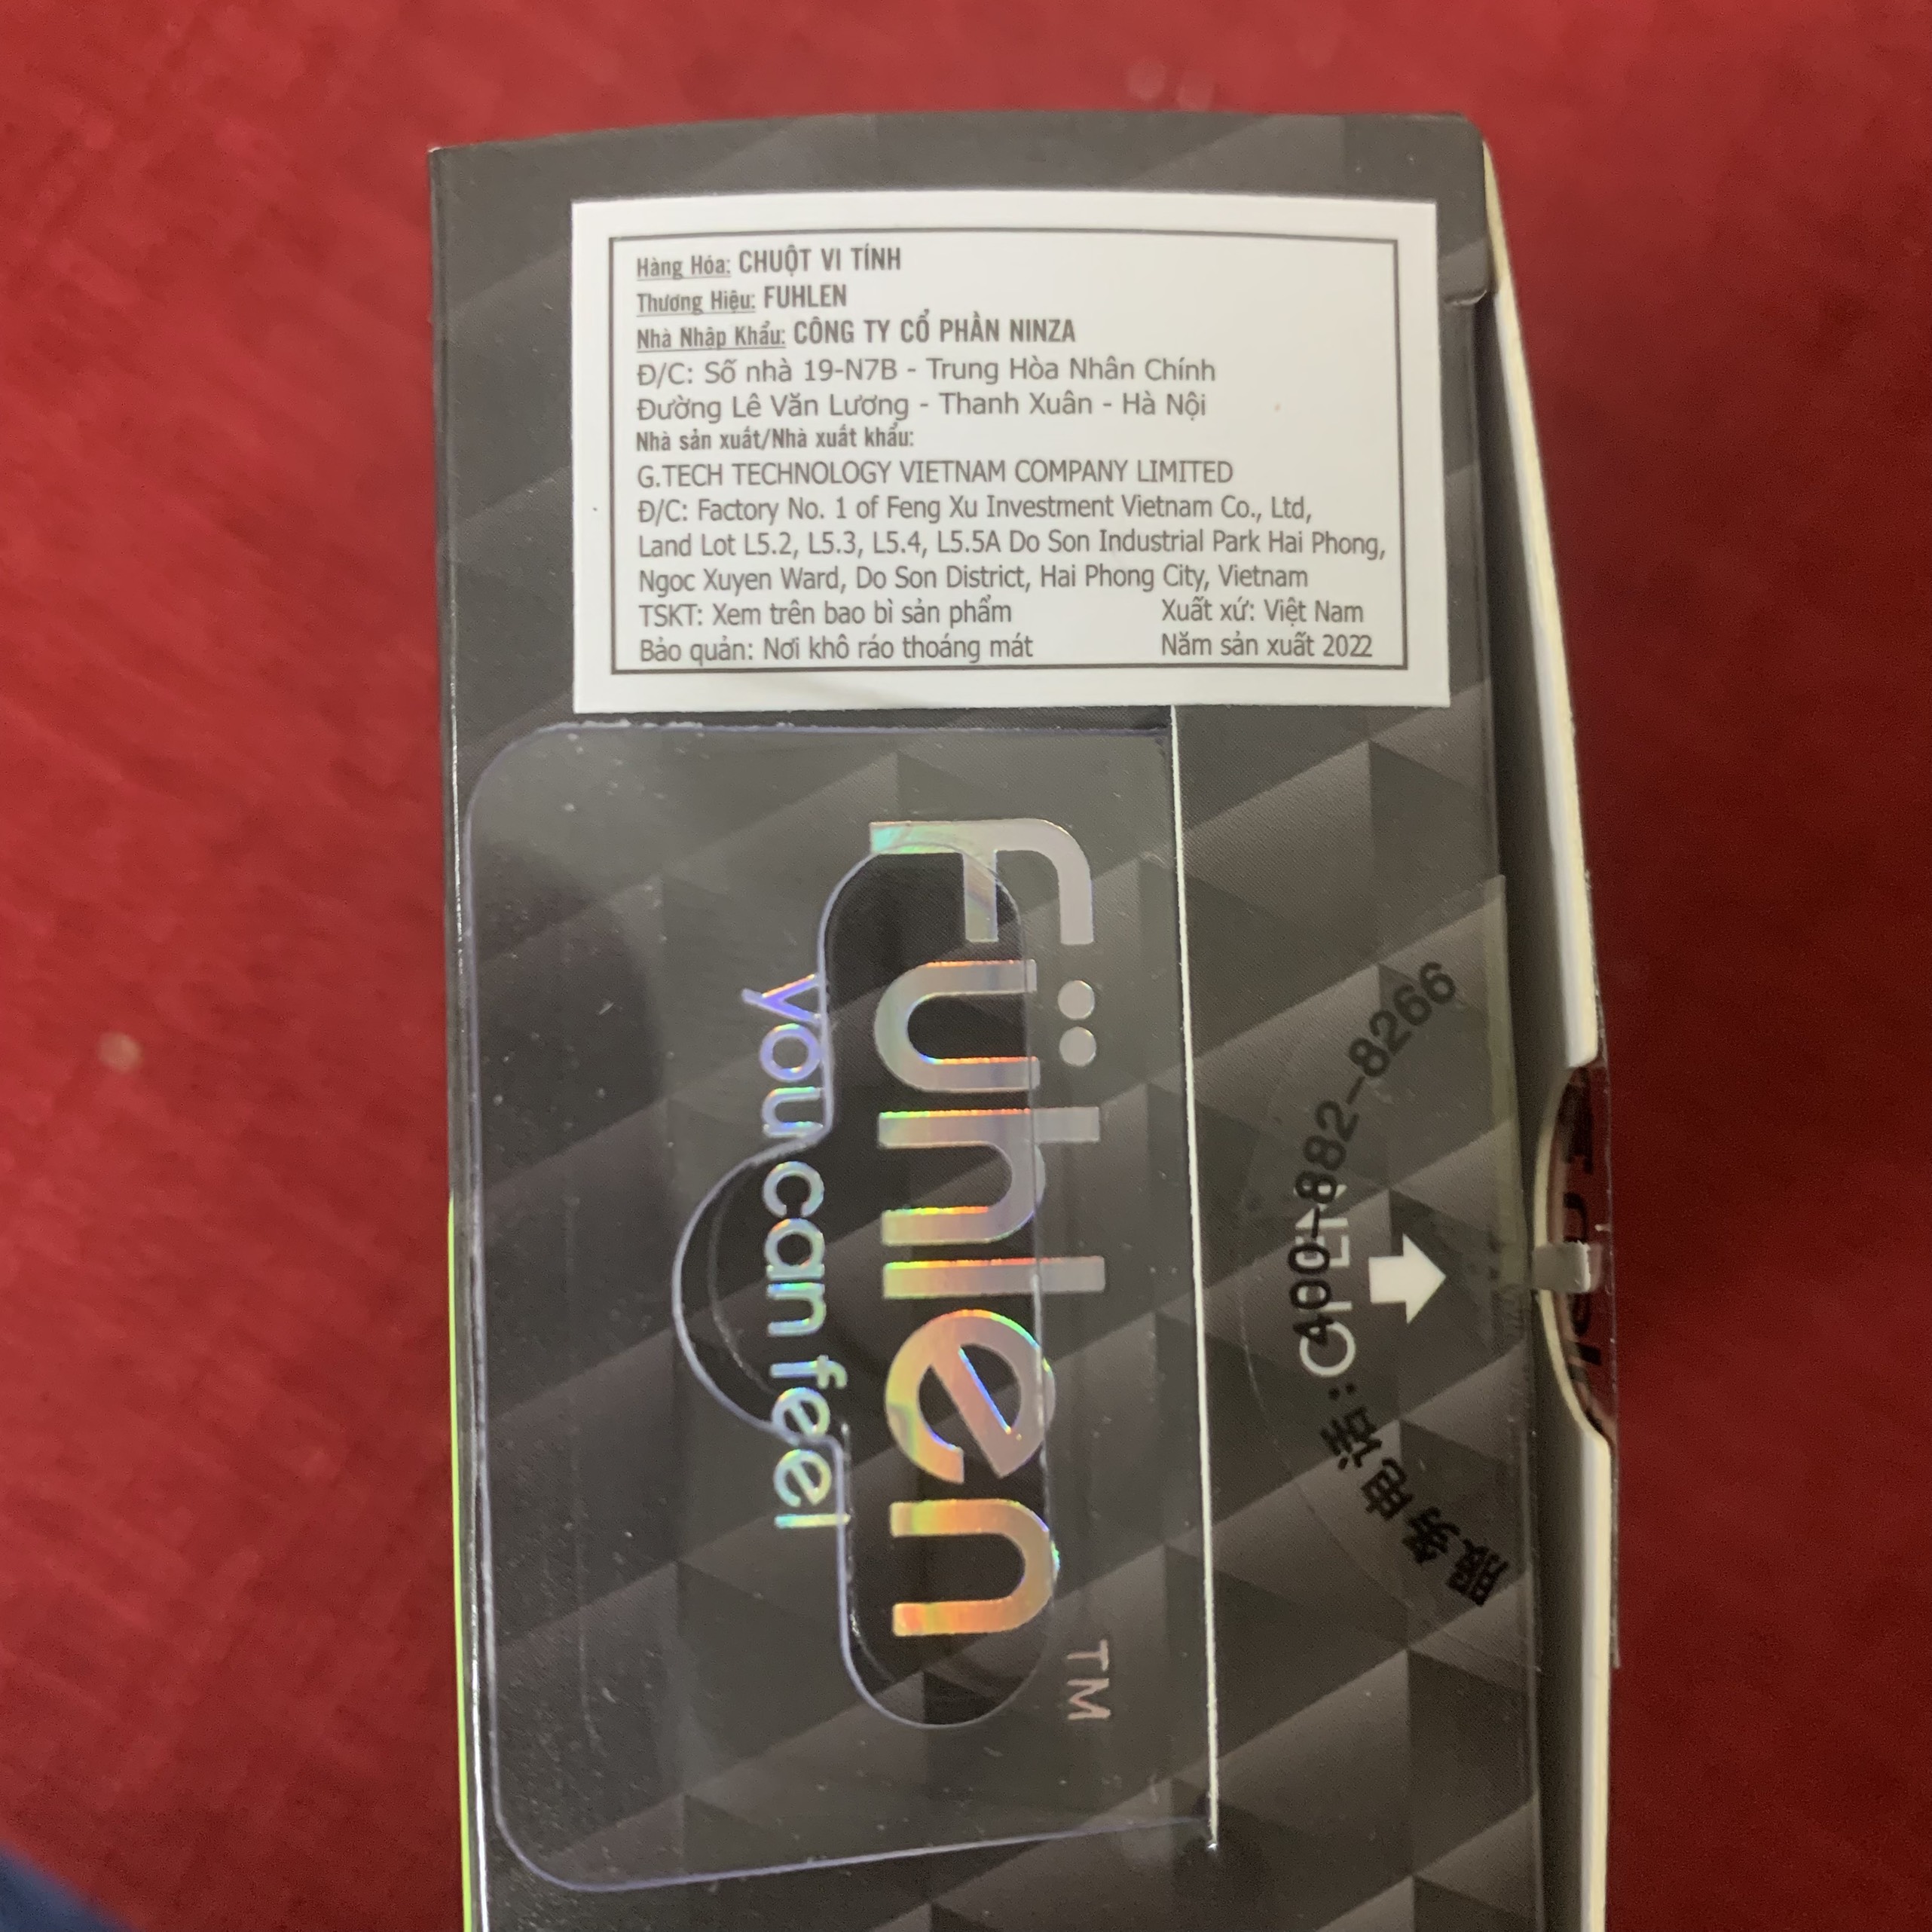 Hàng Hóa: CHUỘT VI TÍNH
Thương Hiệu: FUHLEN
Nhà Nhập Khẩu: CÔNG TY CỔ PHẦN NINZA
Đ/C: Số nhà 19-N7B - Trung Hòa Nhân Chính
Đường Lê Văn Lương - Thanh Xuân - Hà Nội
Nhà sản xuất/Nhà xuất khẩu:
G.TECH TECHNOLOGY VIETNAM COMPANY LIMITED
Đ/C: Factory No. 1 of Feng Xu Investment Vietnam Co., Ltd,
Land Lot L5.2, L5.3, L5.4, L5.5A Do Son Industrial Park Hai Phong,
Ngoc Xuyen Ward, Do Son District, Hai Phong City, Vietnam
TSKT: Xem trên bao bì sản phẩm Xuất xứ: Việt Nam
Bảo quản: Nơi khô ráo thoáng mát Năm sản xuất 2022
Fühlen TM
you can feel
服务电话:400-882-8266